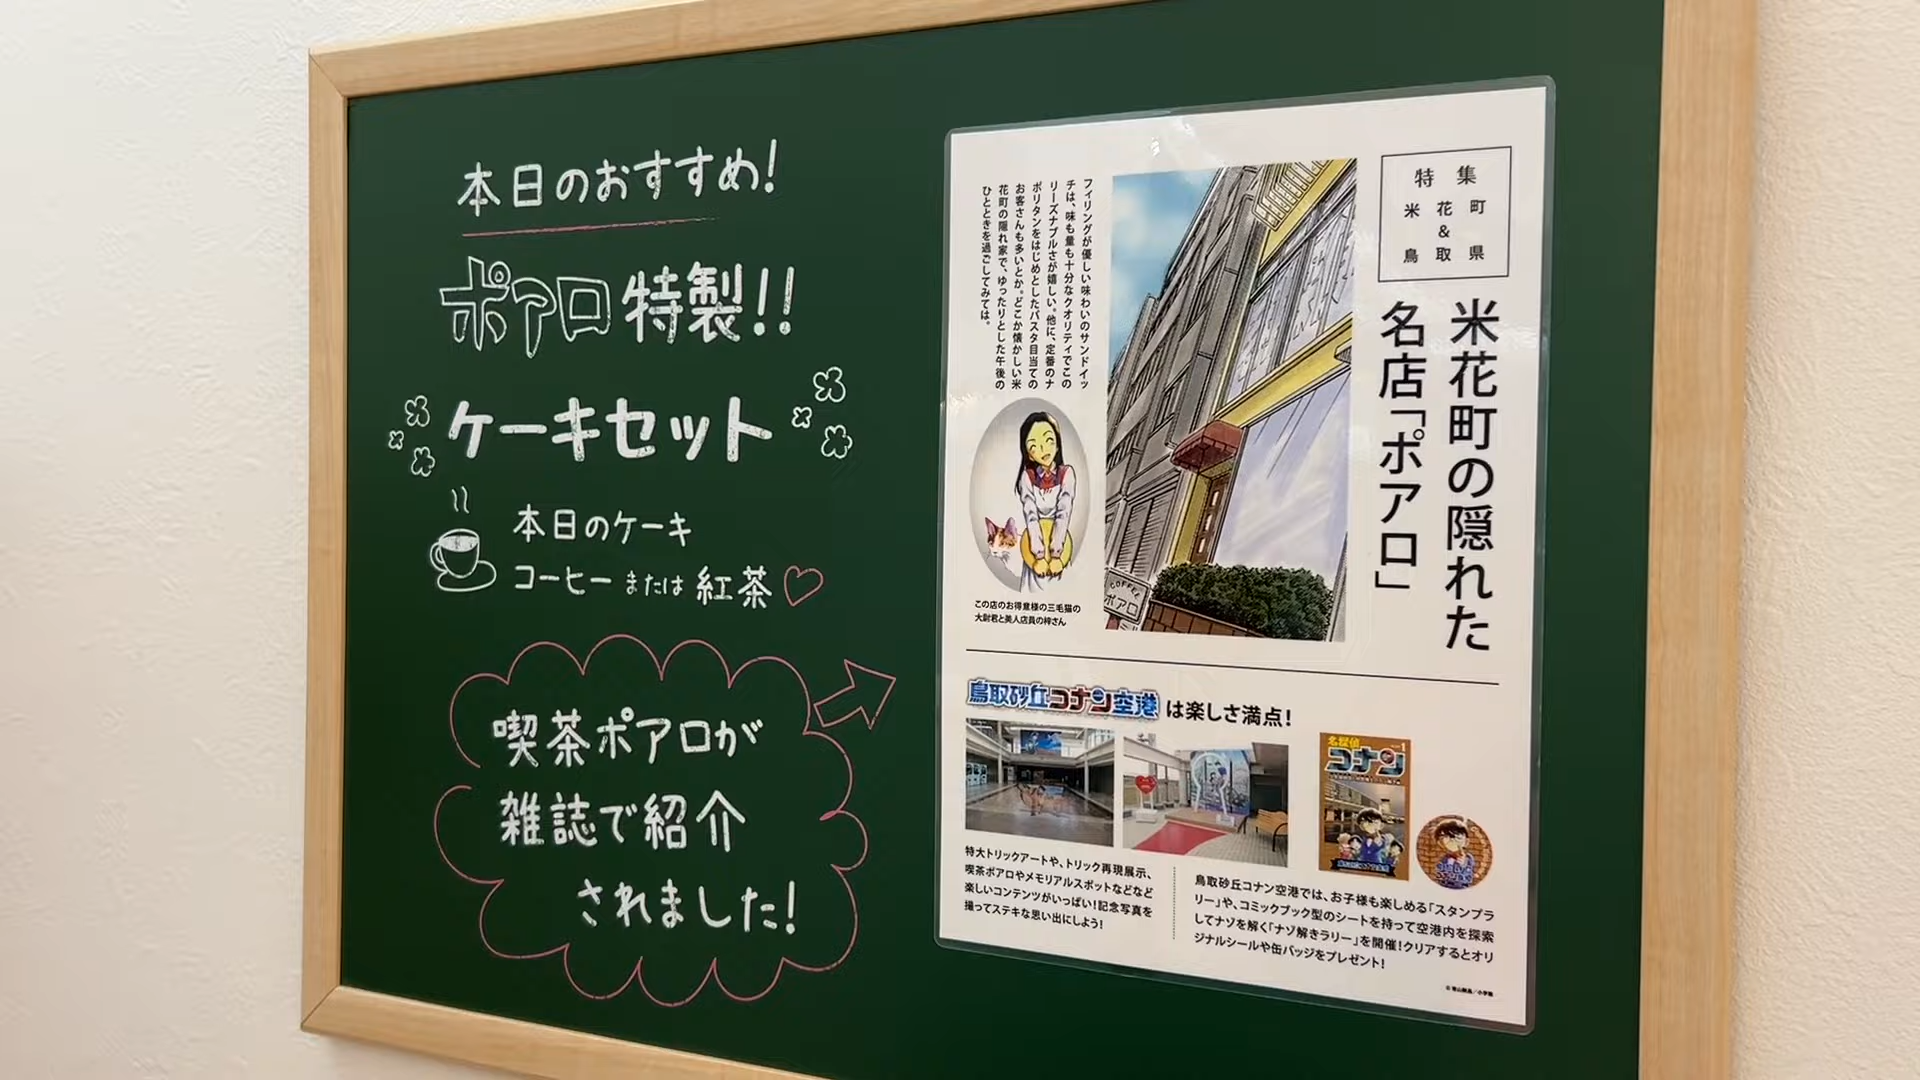 本日のおすすめ!
ポアロ特製!!
ケーキセット
本日のケーキ
コーヒー または 紅茶
喫茶ポアロが
雑誌で紹介
されました!
特集
米花町
&
鳥取県
米花町の隠れた
名店「ポアロ」
フィリングが優しい味わいのサンドイッ
チは、味も量も十分なクオリティでこの
リーズナブルさが嬉しい。他に、定番のナ
ポリタンをはじめとしたパスタ目当ての
お客さんも多いとか。どこか懐かしい米
花町の隠れ家で、ゆったりとした午後の
ひとときを過ごしてみては。
COFFEE
ポアロ
この店のお得意様の三毛猫の
大尉君と美人店員の梓さん
鳥取砂丘コナン空港は楽しさ満点!
名探偵
コナン
1
特大トリックアートや、トリック再現展示、
喫茶ポアロやメモリアルスポットなどなど
楽しいコンテンツがいっぱい!記念写真を
撮ってステキな思い出にしよう!
鳥取砂丘コナン空港では、お子様も楽しめる「スタンプラ
リー」や、コミックブック型のシートを持って空港内を探索
してナゾを解く「ナゾ解きラリー」を開催!クリアするとオリ
ジナルシールや缶バッジをプレゼント!
©青山剛昌/小学館